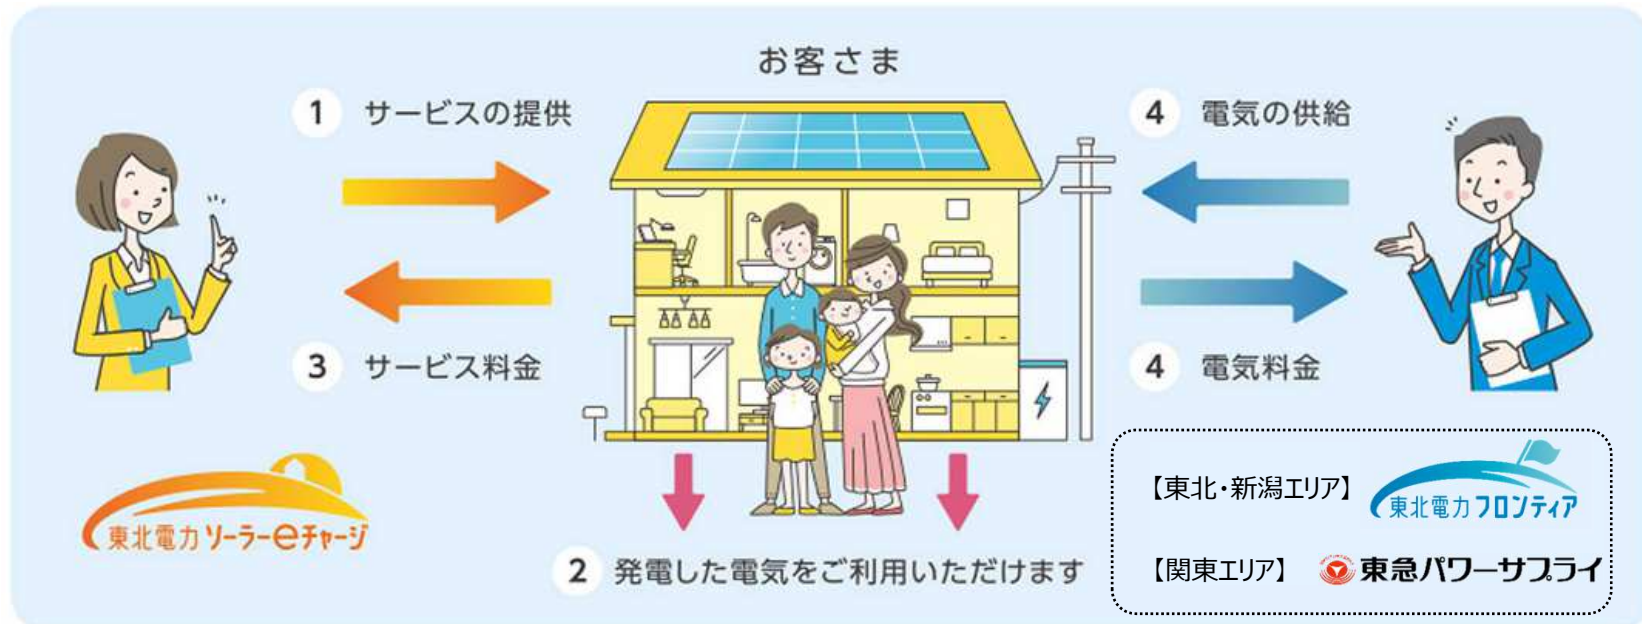 お客さま
1 サービスの提供
4 電気の供給
3 サービス料金
4 電気料金
東北電力 ソーラーeチャージ
2 発電した電気をご利用いただけます
【東北・新潟エリア】 東北電力 フロンティア
【関東エリア】 東急パワーサプライ